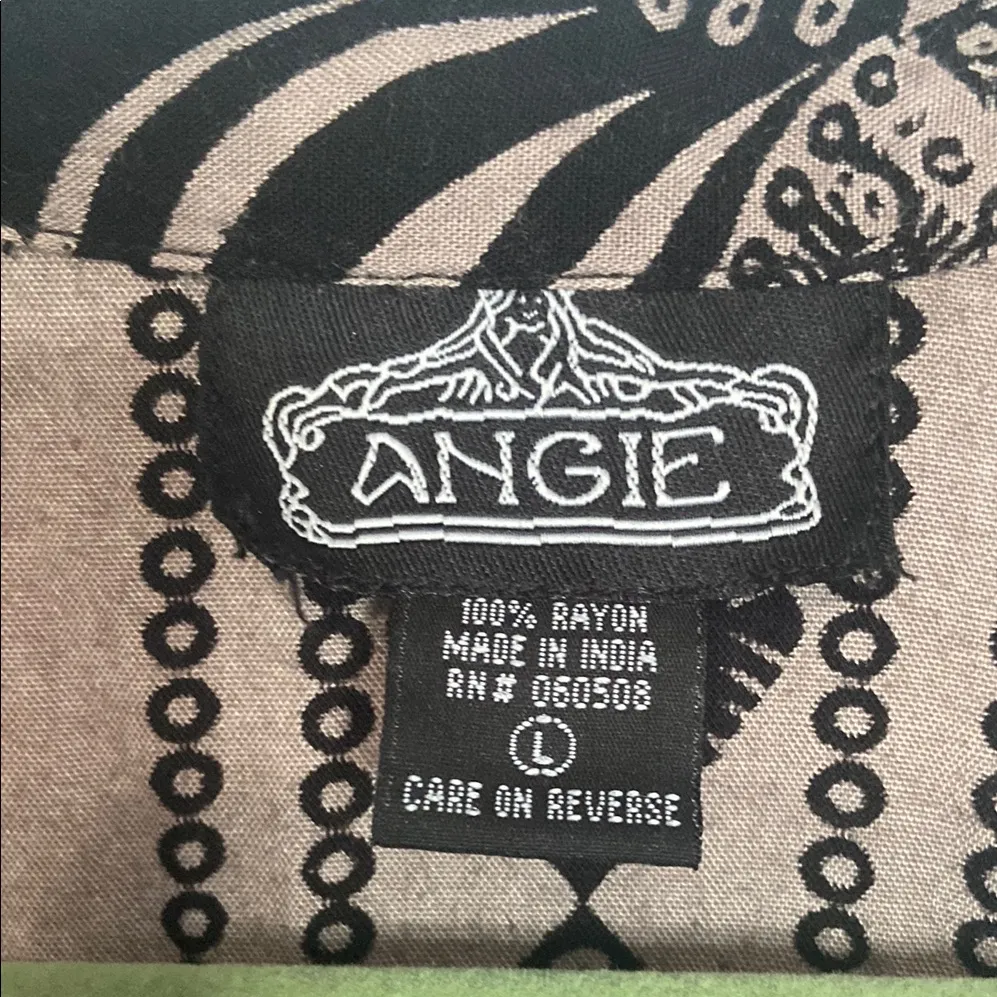 ANGIE
100% RAYON
MADE IN INDIA
RN# 060508
L
CARE ON REVERSE